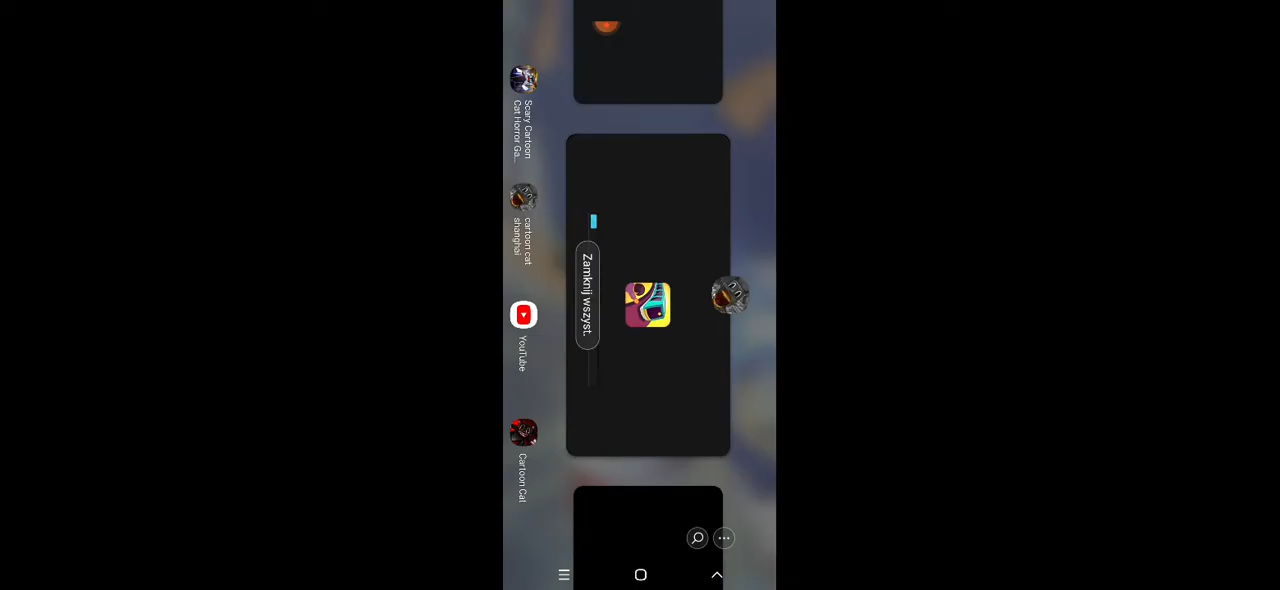 Scary Cartoon
Cat Horror Ga...
cartoon cat
shanghai
YouTube
Cartoon Cat
Zamknij wszyst.